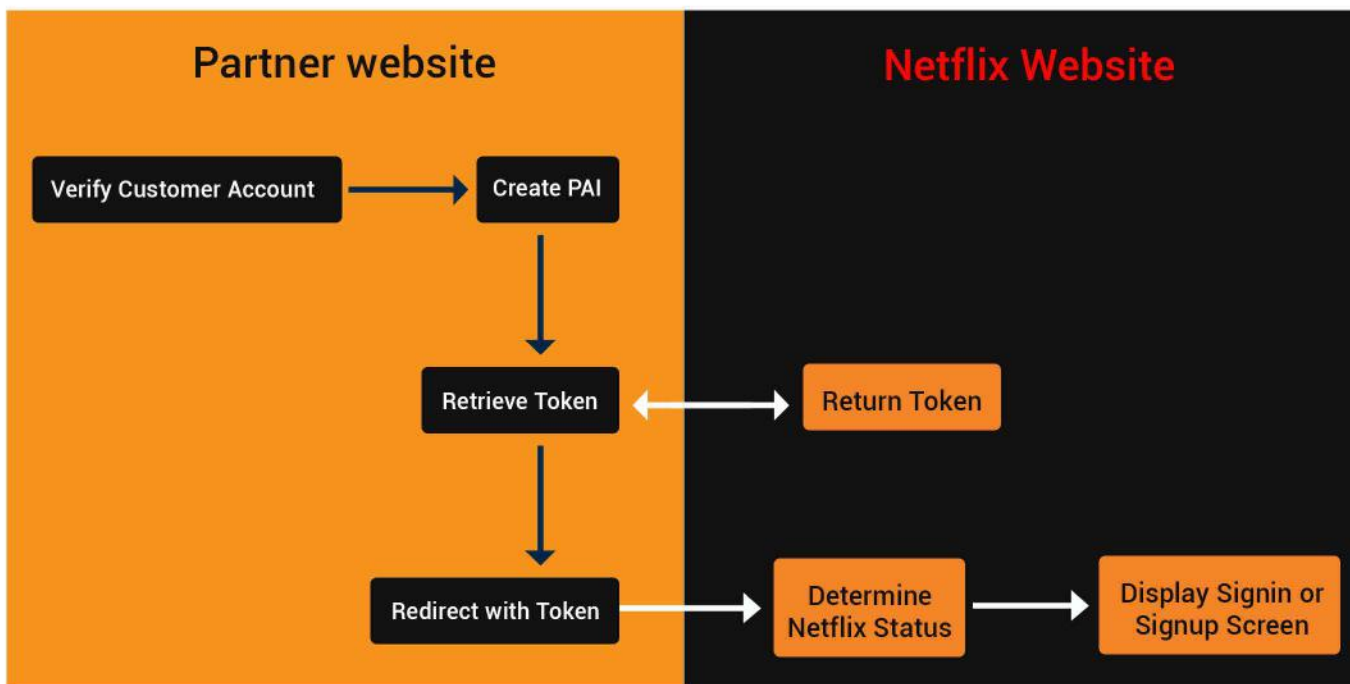 Partner website
Netflix Website
Verify Customer Account
Create PAI
Retrieve Token
Return Token
Redirect with Token
Determine
Netflix Status
Display Signin or
Signup Screen